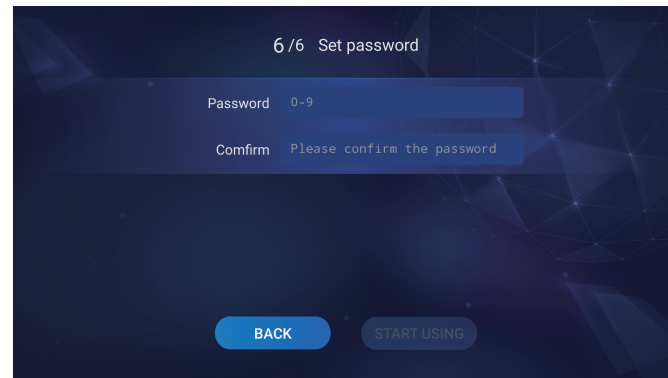 6/6 Set password
Password 0-9
Comfirm Please confirm the password
BACK START USING